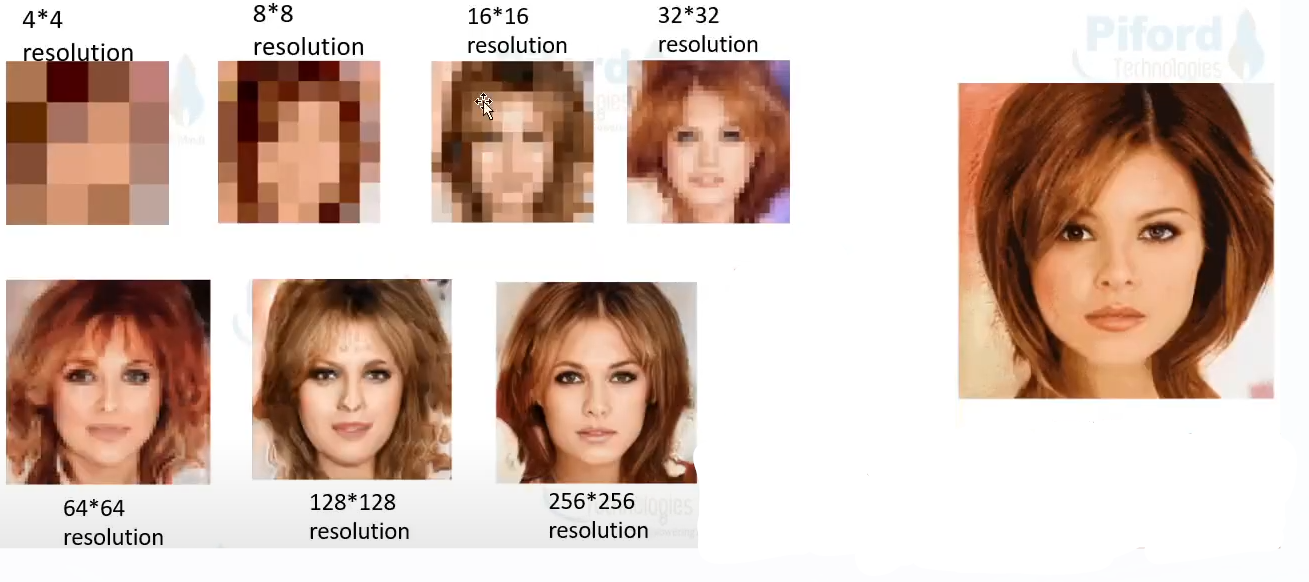 4*4
resolution
8*8
resolution
16*16
resolution
32*32
resolution
Piford
Technologies
64*64
resolution
128*128
resolution
256*256
resolution